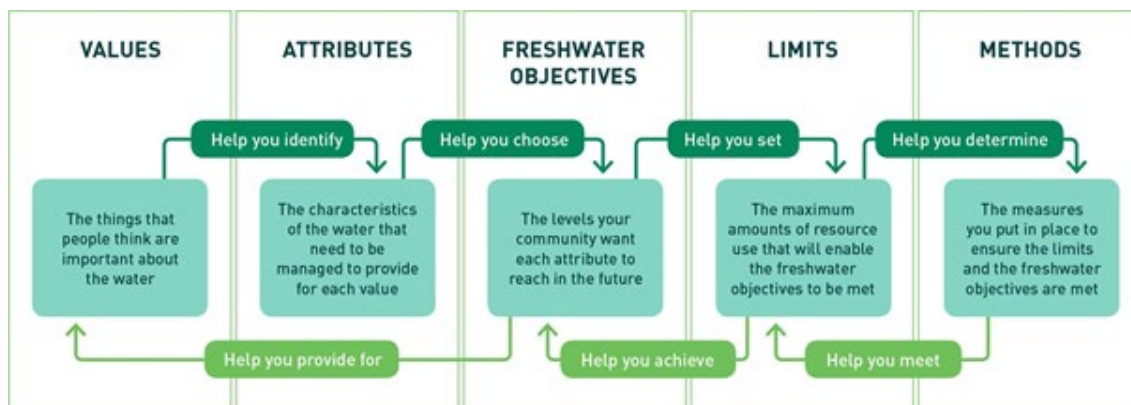 VALUES
ATTRIBUTES
FRESHWATER
OBJECTIVES
LIMITS
METHODS
Help you identify
Help you choose
Help you set
Help you determine
The things that
people think are
important about
the water
The characteristics
of the water that
need to be
managed to provide
for each value
The levels your
community want
each attribute to
reach in the future
The maximum
amounts of resource
use that will enable
the freshwater
objectives to be met
The measures
you put in place to
ensure the limits
and the freshwater
objectives are met
Help you provide for
Help you achieve
Help you meet